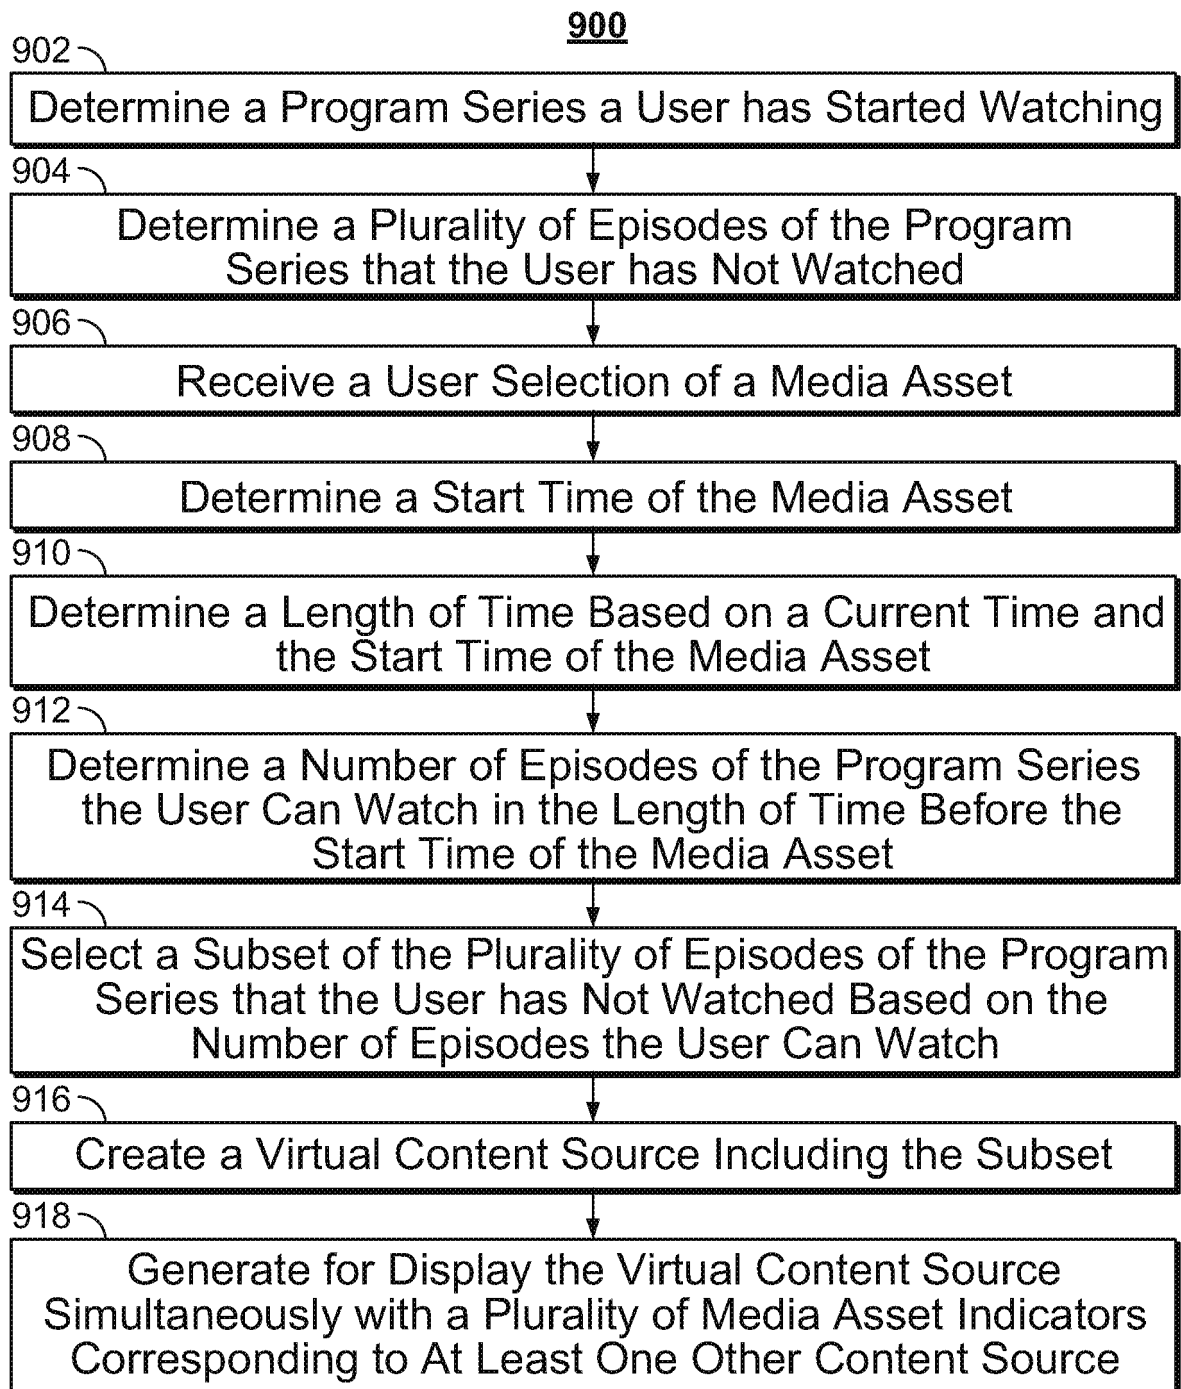 900
902
Determine a Program Series a User has Started Watching
904
Determine a Plurality of Episodes of the Program
Series that the User has Not Watched
906
Receive a User Selection of a Media Asset
908
Determine a Start Time of the Media Asset
910
Determine a Length of Time Based on a Current Time and
the Start Time of the Media Asset
912
Determine a Number of Episodes of the Program Series
the User Can Watch in the Length of Time Before the
Start Time of the Media Asset
914
Select a Subset of the Plurality of Episodes of the Program
Series that the User has Not Watched Based on the
Number of Episodes the User Can Watch
916
Create a Virtual Content Source Including the Subset
918
Generate for Display the Virtual Content Source
Simultaneously with a Plurality of Media Asset Indicators
Corresponding to At Least One Other Content Source